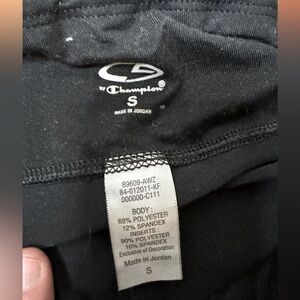 C9
BY Champion®
S
MADE IN JORDAN
89609-AWZ
84-012011-KF
000000-C111
BODY :
88% POLYESTER
12% SPANDEX
INSERTS :
90% POLYESTER
10% SPANDEX
Exclusive of Decoration
Made in Jordan
S